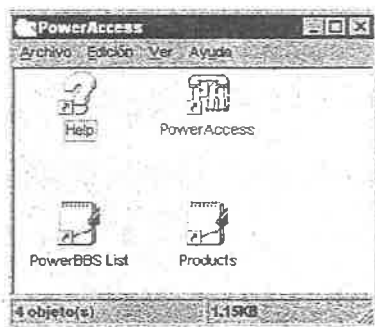 PowerAccess
Archivo Edición Ver Ayuda
Help PowerAccess
PowerBBS List Products
4 objeto(s) 1,15KB